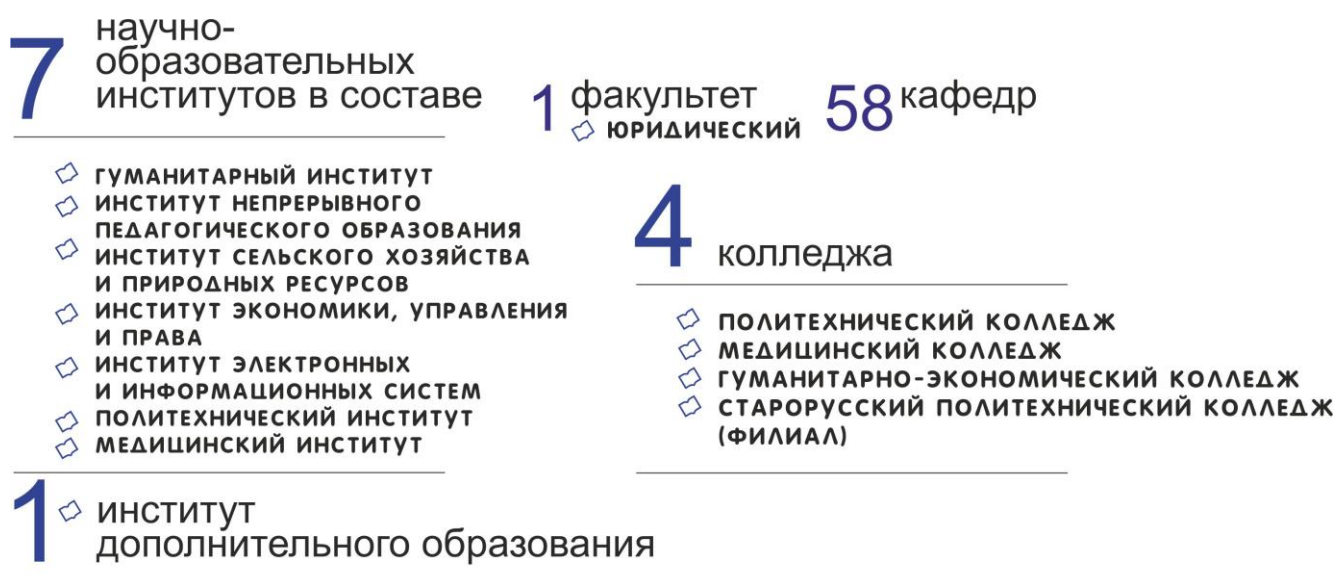 7
научно-
образовательных
институтов в составе
ГУМАНИТАРНЫЙ ИНСТИТУТ
ИНСТИТУТ НЕПРЕРЫВНОГО
ПЕДАГОГИЧЕСКОГО ОБРАЗОВАНИЯ
ИНСТИТУТ СЕЛЬСКОГО ХОЗЯЙСТВА
И ПРИРОДНЫХ РЕСУРСОВ
ИНСТИТУТ ЭКОНОМИКИ, УПРАВЛЕНИЯ
И ПРАВА
ИНСТИТУТ ЭЛЕКТРОННЫХ
И ИНФОРМАЦИОННЫХ СИСТЕМ
ПОЛИТЕХНИЧЕСКИЙ ИНСТИТУТ
МЕДИЦИНСКИЙ ИНСТИТУТ
1
институт
дополнительного образования
1 факультет
ЮРИДИЧЕСКИЙ
58 кафедр
4 колледжа
ПОЛИТЕХНИЧЕСКИЙ КОЛЛЕДЖ
МЕДИЦИНСКИЙ КОЛЛЕДЖ
ГУМАНИТАРНО-ЭКОНОМИЧЕСКИЙ КОЛЛЕДЖ
СТАРОРУССКИЙ ПОЛИТЕХНИЧЕСКИЙ КОЛЛЕДЖ
(ФИЛИАЛ)